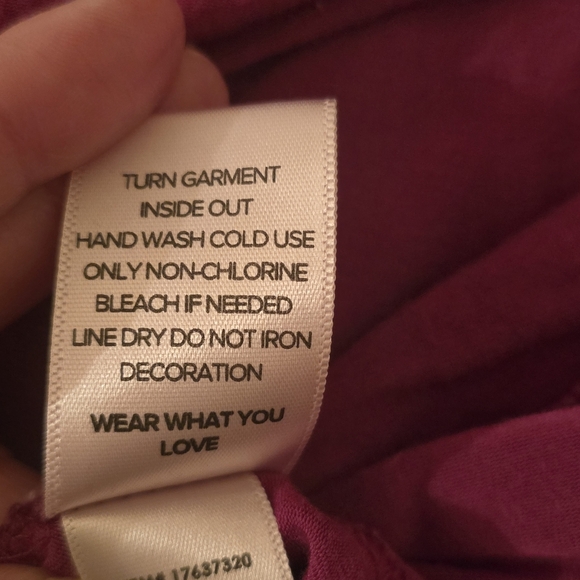 TURN GARMENT
INSIDE OUT
HAND WASH COLD USE
ONLY NON-CHLORINE
BLEACH IF NEEDED
LINE DRY DO NOT IRON
DECORATION
WEAR WHAT YOU
LOVE
17637320